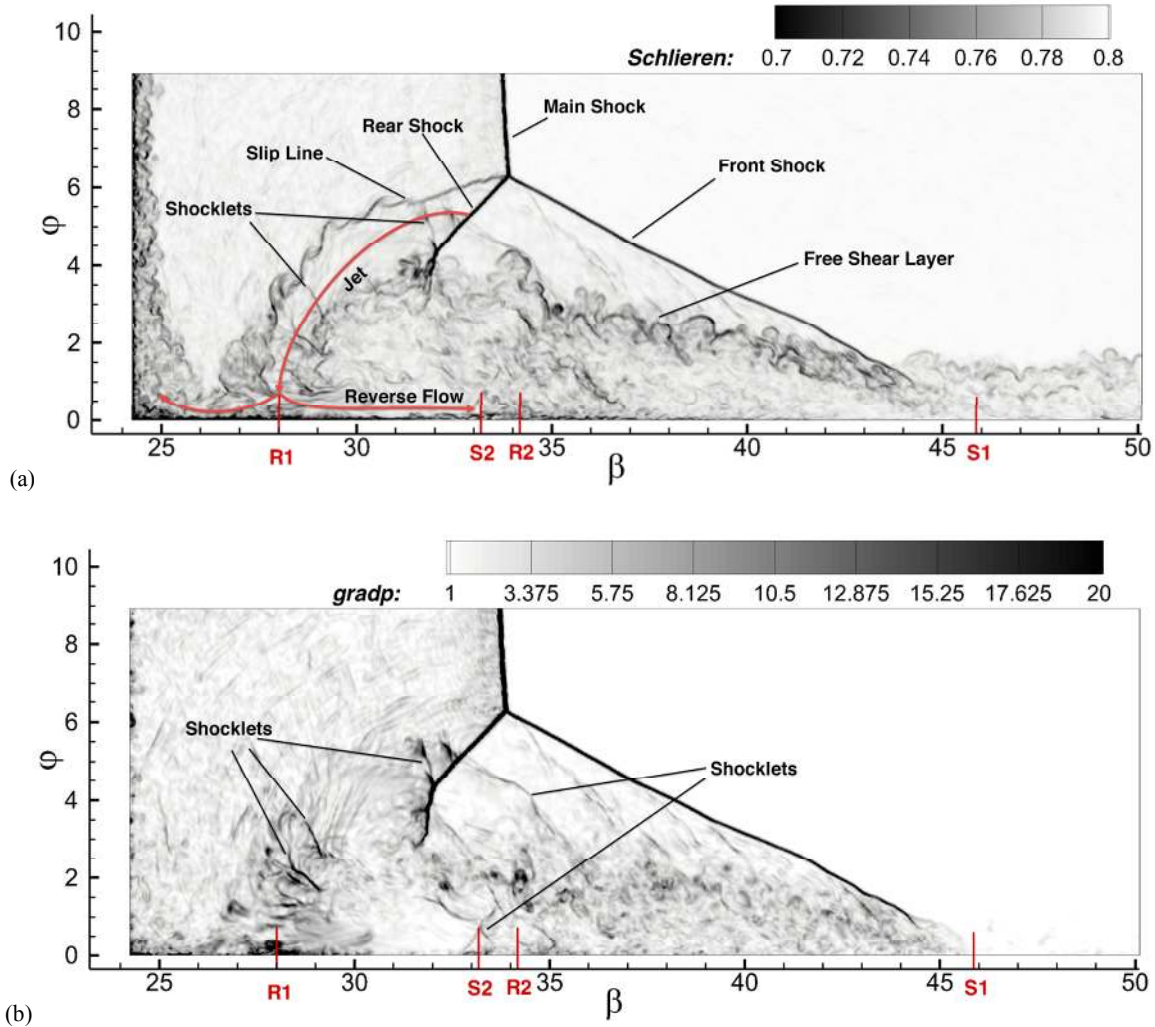 Schlieren: 0.7 0.72 0.74 0.76 0.78 0.8
10
8
6
4
2
0
φ
Main Shock
Rear Shock
Slip Line
Front Shock
Shocklets
Free Shear Layer
Jet
Reverse Flow
25 30 35 40 45 50
R1 S2 R2 S1
β
(a)
gradp: 1 3.375 5.75 8.125 10.5 12.875 15.25 17.625 20
10
8
6
4
2
0
φ
Shocklets
Shocklets
25 30 35 40 45 50
R1 S2 R2 S1
β
(b)